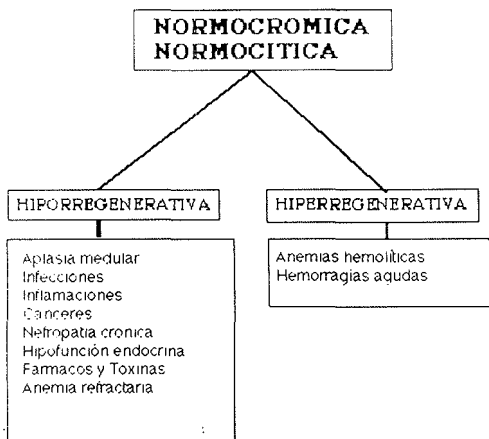 NORMOCROMICA
NORMOCITICA
HIPORREGENERATIVA
HIPERREGENERATIVA
Aplasia medular
Infecciones
Inflamaciones
Cánceres
Nefropatia cronica
Hipofunción endocrina
Farmacos y Toxinas
Anemia refractaria
Anemias hemolíticas
Hemorragias agudas